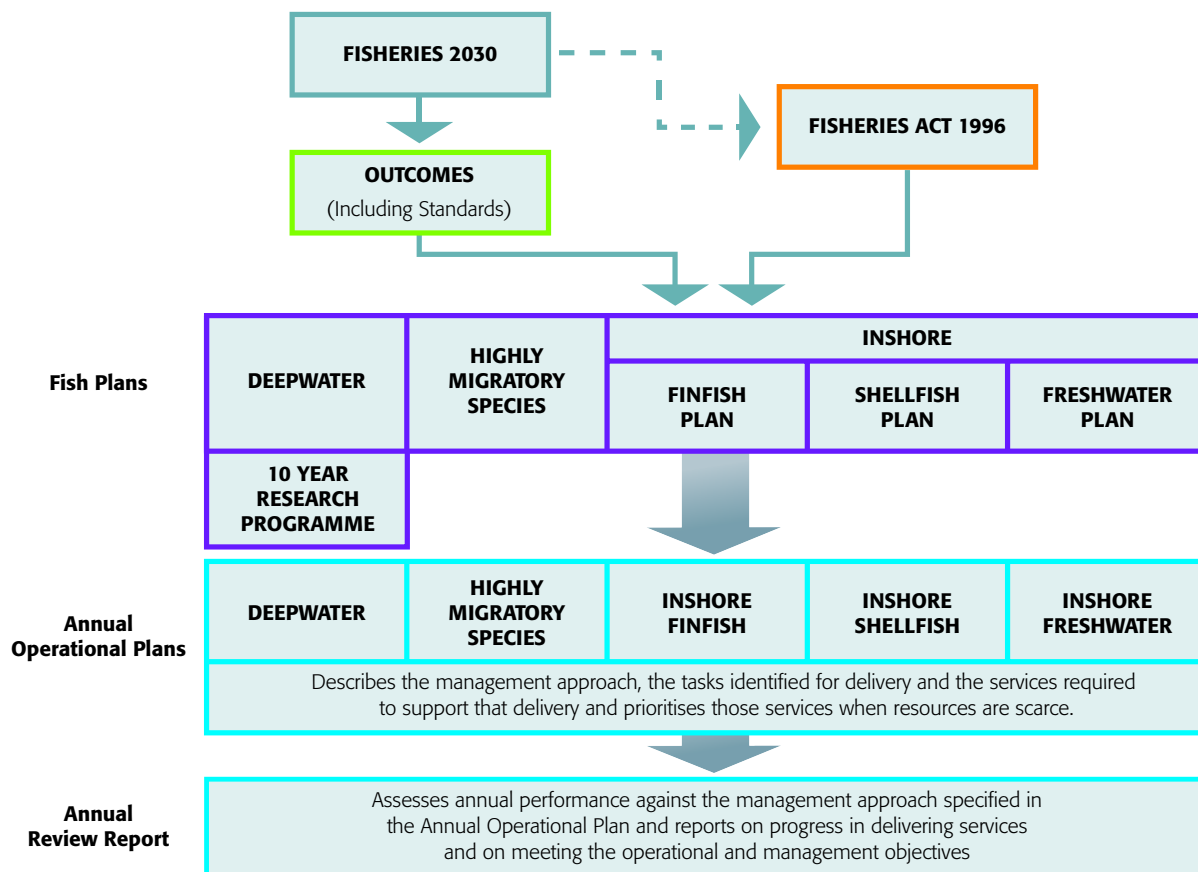 FISHERIES 2030
FISHERIES ACT 1996
OUTCOMES
(Including Standards)
Fish Plans
DEEPWATER
HIGHLY
MIGRATORY
SPECIES
INSHORE
FINFISH
PLAN
SHELLFISH
PLAN
FRESHWATER
PLAN
10 YEAR
RESEARCH
PROGRAMME
Annual
Operational Plans
DEEPWATER
HIGHLY
MIGRATORY
SPECIES
INSHORE
FINFISH
INSHORE
SHELLFISH
INSHORE
FRESHWATER
Describes the management approach, the tasks identified for delivery and the services required
to support that delivery and prioritises those services when resources are scarce.
Annual
Review Report
Assesses annual performance against the management approach specified in
the Annual Operational Plan and reports on progress in delivering services
and on meeting the operational and management objectives